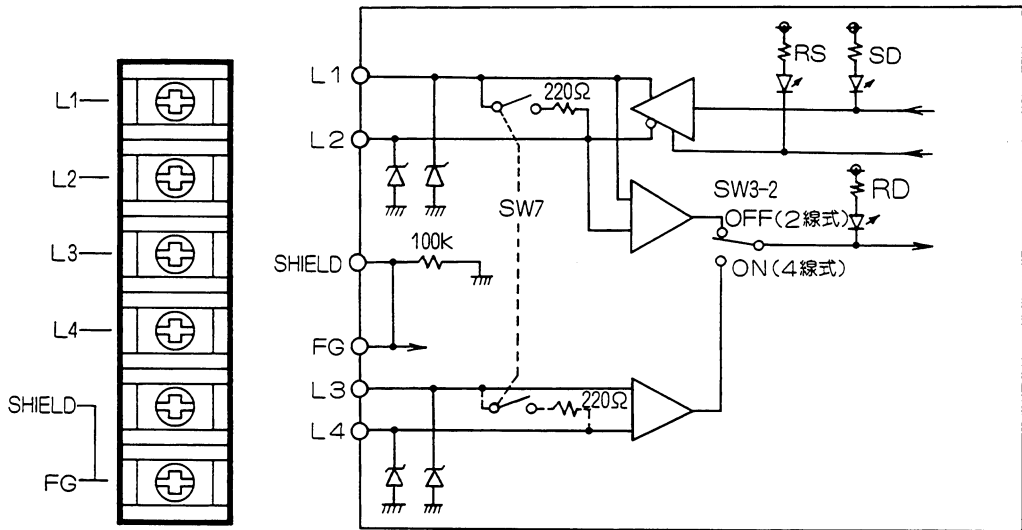 L1
L2
L3
L4
SHIELD
FG
L1
L2
220Ω
RS
SD
SW7
SW3-2
OFF(2線式)
RD
100k
SHIELD
ON(4線式)
FG
L3
L4
220Ω